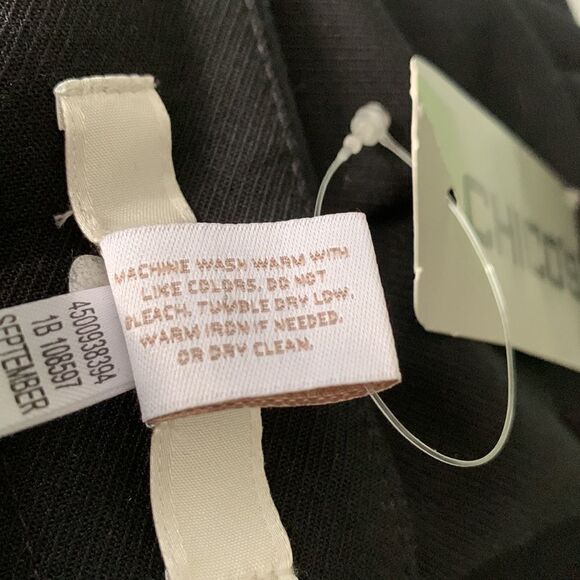 MACHINE WASH WARM WITH
LIKE COLORS. DO NOT
BLEACH. TUMBLE DRY LOW.
WARM IRON IF NEEDED.
OR DRY CLEAN.
4500938394
1B 108597
SEPTEMBER
CHICO'S